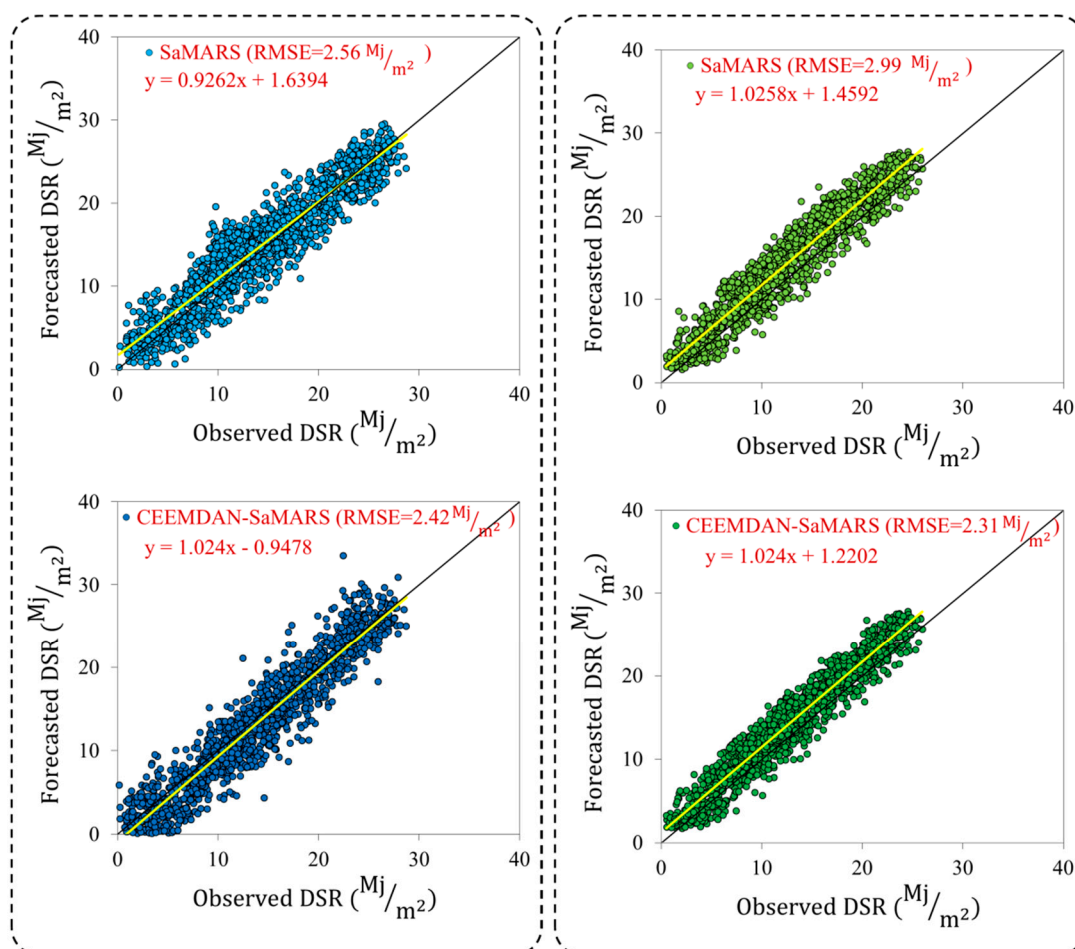 SaMARS (RMSE=2.56 Mj/m²)
y = 0.9262x + 1.6394
Forecasted DSR (Mj/m²)
40
30
20
10
0
0 10 20 30 40
Observed DSR (Mj/m²)
SaMARS (RMSE=2.99 Mj/m²)
y = 1.0258x + 1.4592
Forecasted DSR (Mj/m²)
40
30
20
10
0
0 10 20 30 40
Observed DSR (Mj/m²)
CEEMDAN-SaMARS (RMSE=2.42 Mj/m²)
y = 1.024x - 0.9478
Forecasted DSR (Mj/m²)
40
30
20
10
0
0 10 20 30 40
Observed DSR (Mj/m²)
CEEMDAN-SaMARS (RMSE=2.31 Mj/m²)
y = 1.024x + 1.2202
Forecasted DSR (Mj/m²)
40
30
20
10
0
0 10 20 30 40
Observed DSR (Mj/m²)